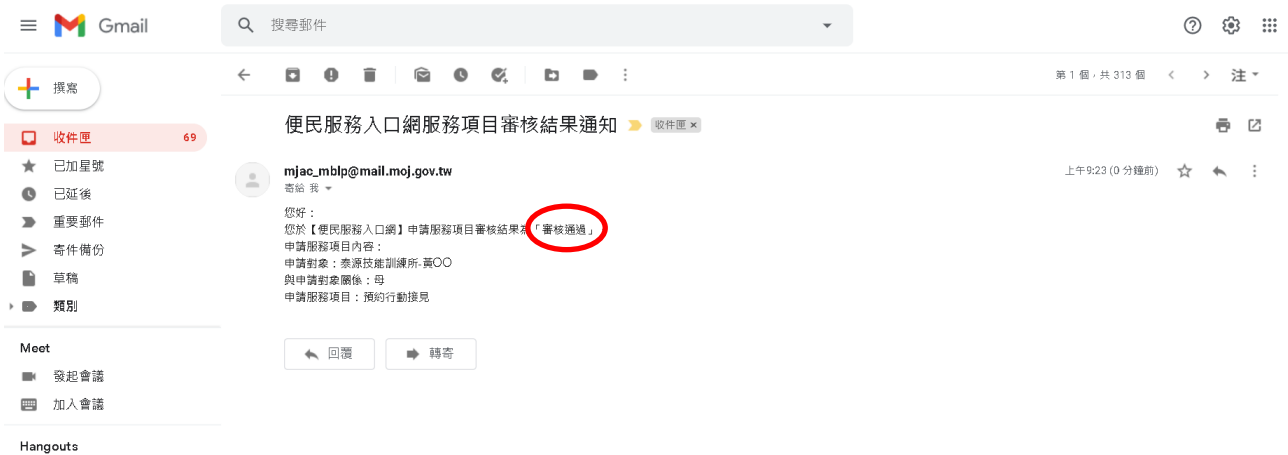 Gmail
搜尋郵件
撰寫
第 1 個，共 313 個
注
收件匣 69
已加星號
已延後
重要郵件
寄件備份
草稿
類別
Meet
發起會議
加入會議
Hangouts
便民服務入口網服務項目審核結果通知 收件匣 ×
mjac_mblp@mail.moj.gov.tw
上午9:23 (0 分鐘前)
寄給 我
您好：
您於【便民服務入口網】申請服務項目審核結果為「審核通過」
申請服務項目內容：
申請對象：泰源技能訓練所-黃〇〇
與申請對象關係：母
申請服務項目：預約行動接見
回覆
轉寄